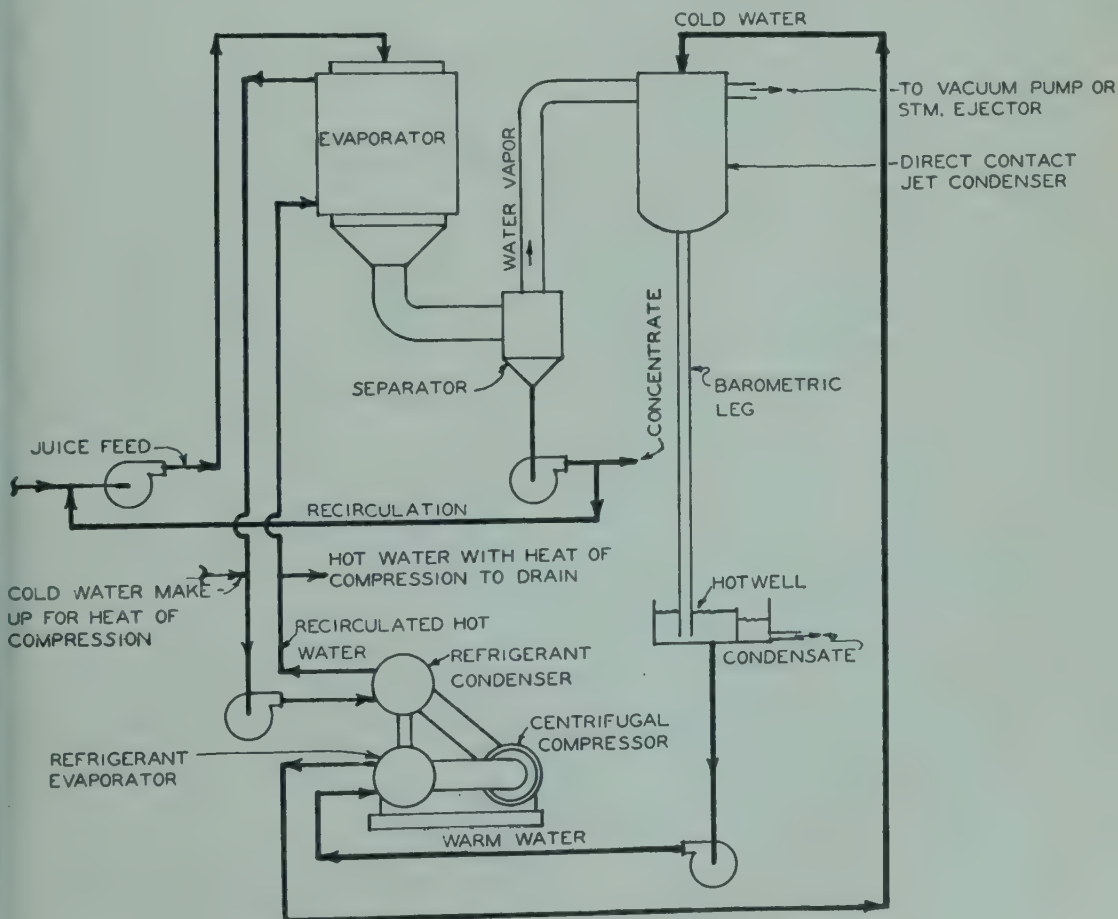 COLD WATER
TO VACUUM PUMP OR
STM. EJECTOR
EVAPORATOR
WATER VAPOR
DIRECT CONTACT
JET CONDENSER
SEPARATOR
CONCENTRATE
BAROMETRIC
LEG
JUICE FEED
RECIRCULATION
HOT WATER WITH HEAT OF
COMPRESSION TO DRAIN
COLD WATER MAKE-
UP FOR HEAT OF
COMPRESSION
HOTWELL
RECIRCULATED HOT
WATER
CONDENSATE
REFRIGERANT
CONDENSER
CENTRIFUGAL
COMPRESSOR
REFRIGERANT
EVAPORATOR
WARM WATER